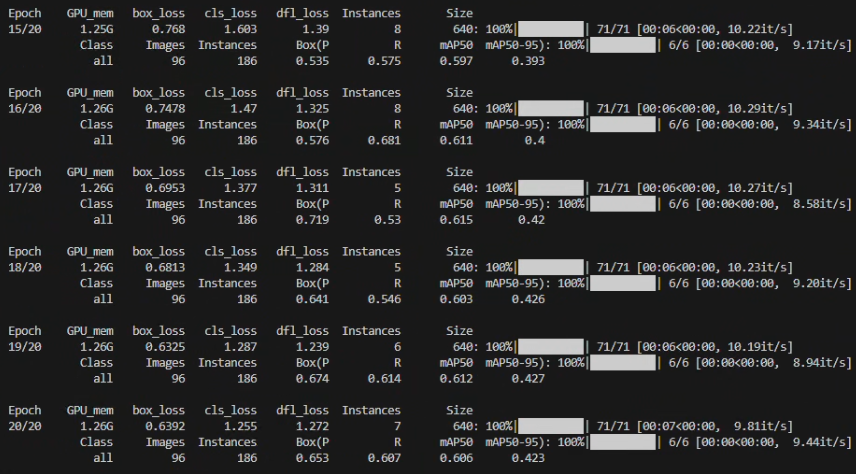 Epoch GPU_mem box_loss cls_loss dfl_loss Instances Size
15/20 1.25G 0.768 1.603 1.39 8 640: 100%|██████████| 71/71 [00:06<00:00, 10.22it/s]
Class Images Instances Box(P R mAP50 mAP50-95): 100%|██████████| 6/6 [00:00<00:00, 9.17it/s]
all 96 186 0.535 0.575 0.597 0.393
Epoch GPU_mem box_loss cls_loss dfl_loss Instances Size
16/20 1.26G 0.7478 1.47 1.325 8 640: 100%|██████████| 71/71 [00:06<00:00, 10.29it/s]
Class Images Instances Box(P R mAP50 mAP50-95): 100%|██████████| 6/6 [00:00<00:00, 9.34it/s]
all 96 186 0.576 0.681 0.611 0.4
Epoch GPU_mem box_loss cls_loss dfl_loss Instances Size
17/20 1.26G 0.6953 1.377 1.311 5 640: 100%|██████████| 71/71 [00:06<00:00, 10.27it/s]
Class Images Instances Box(P R mAP50 mAP50-95): 100%|██████████| 6/6 [00:00<00:00, 8.58it/s]
all 96 186 0.719 0.53 0.615 0.42
Epoch GPU_mem box_loss cls_loss dfl_loss Instances Size
18/20 1.26G 0.6813 1.349 1.284 5 640: 100%|██████████| 71/71 [00:06<00:00, 10.23it/s]
Class Images Instances Box(P R mAP50 mAP50-95): 100%|██████████| 6/6 [00:00<00:00, 9.20it/s]
all 96 186 0.641 0.546 0.603 0.426
Epoch GPU_mem box_loss cls_loss dfl_loss Instances Size
19/20 1.26G 0.6325 1.287 1.239 6 640: 100%|██████████| 71/71 [00:06<00:00, 10.19it/s]
Class Images Instances Box(P R mAP50 mAP50-95): 100%|██████████| 6/6 [00:00<00:00, 8.94it/s]
all 96 186 0.674 0.614 0.612 0.427
Epoch GPU_mem box_loss cls_loss dfl_loss Instances Size
20/20 1.26G 0.6392 1.255 1.272 7 640: 100%|██████████| 71/71 [00:07<00:00, 9.81it/s]
Class Images Instances Box(P R mAP50 mAP50-95): 100%|██████████| 6/6 [00:00<00:00, 9.44it/s]
all 96 186 0.653 0.607 0.606 0.423